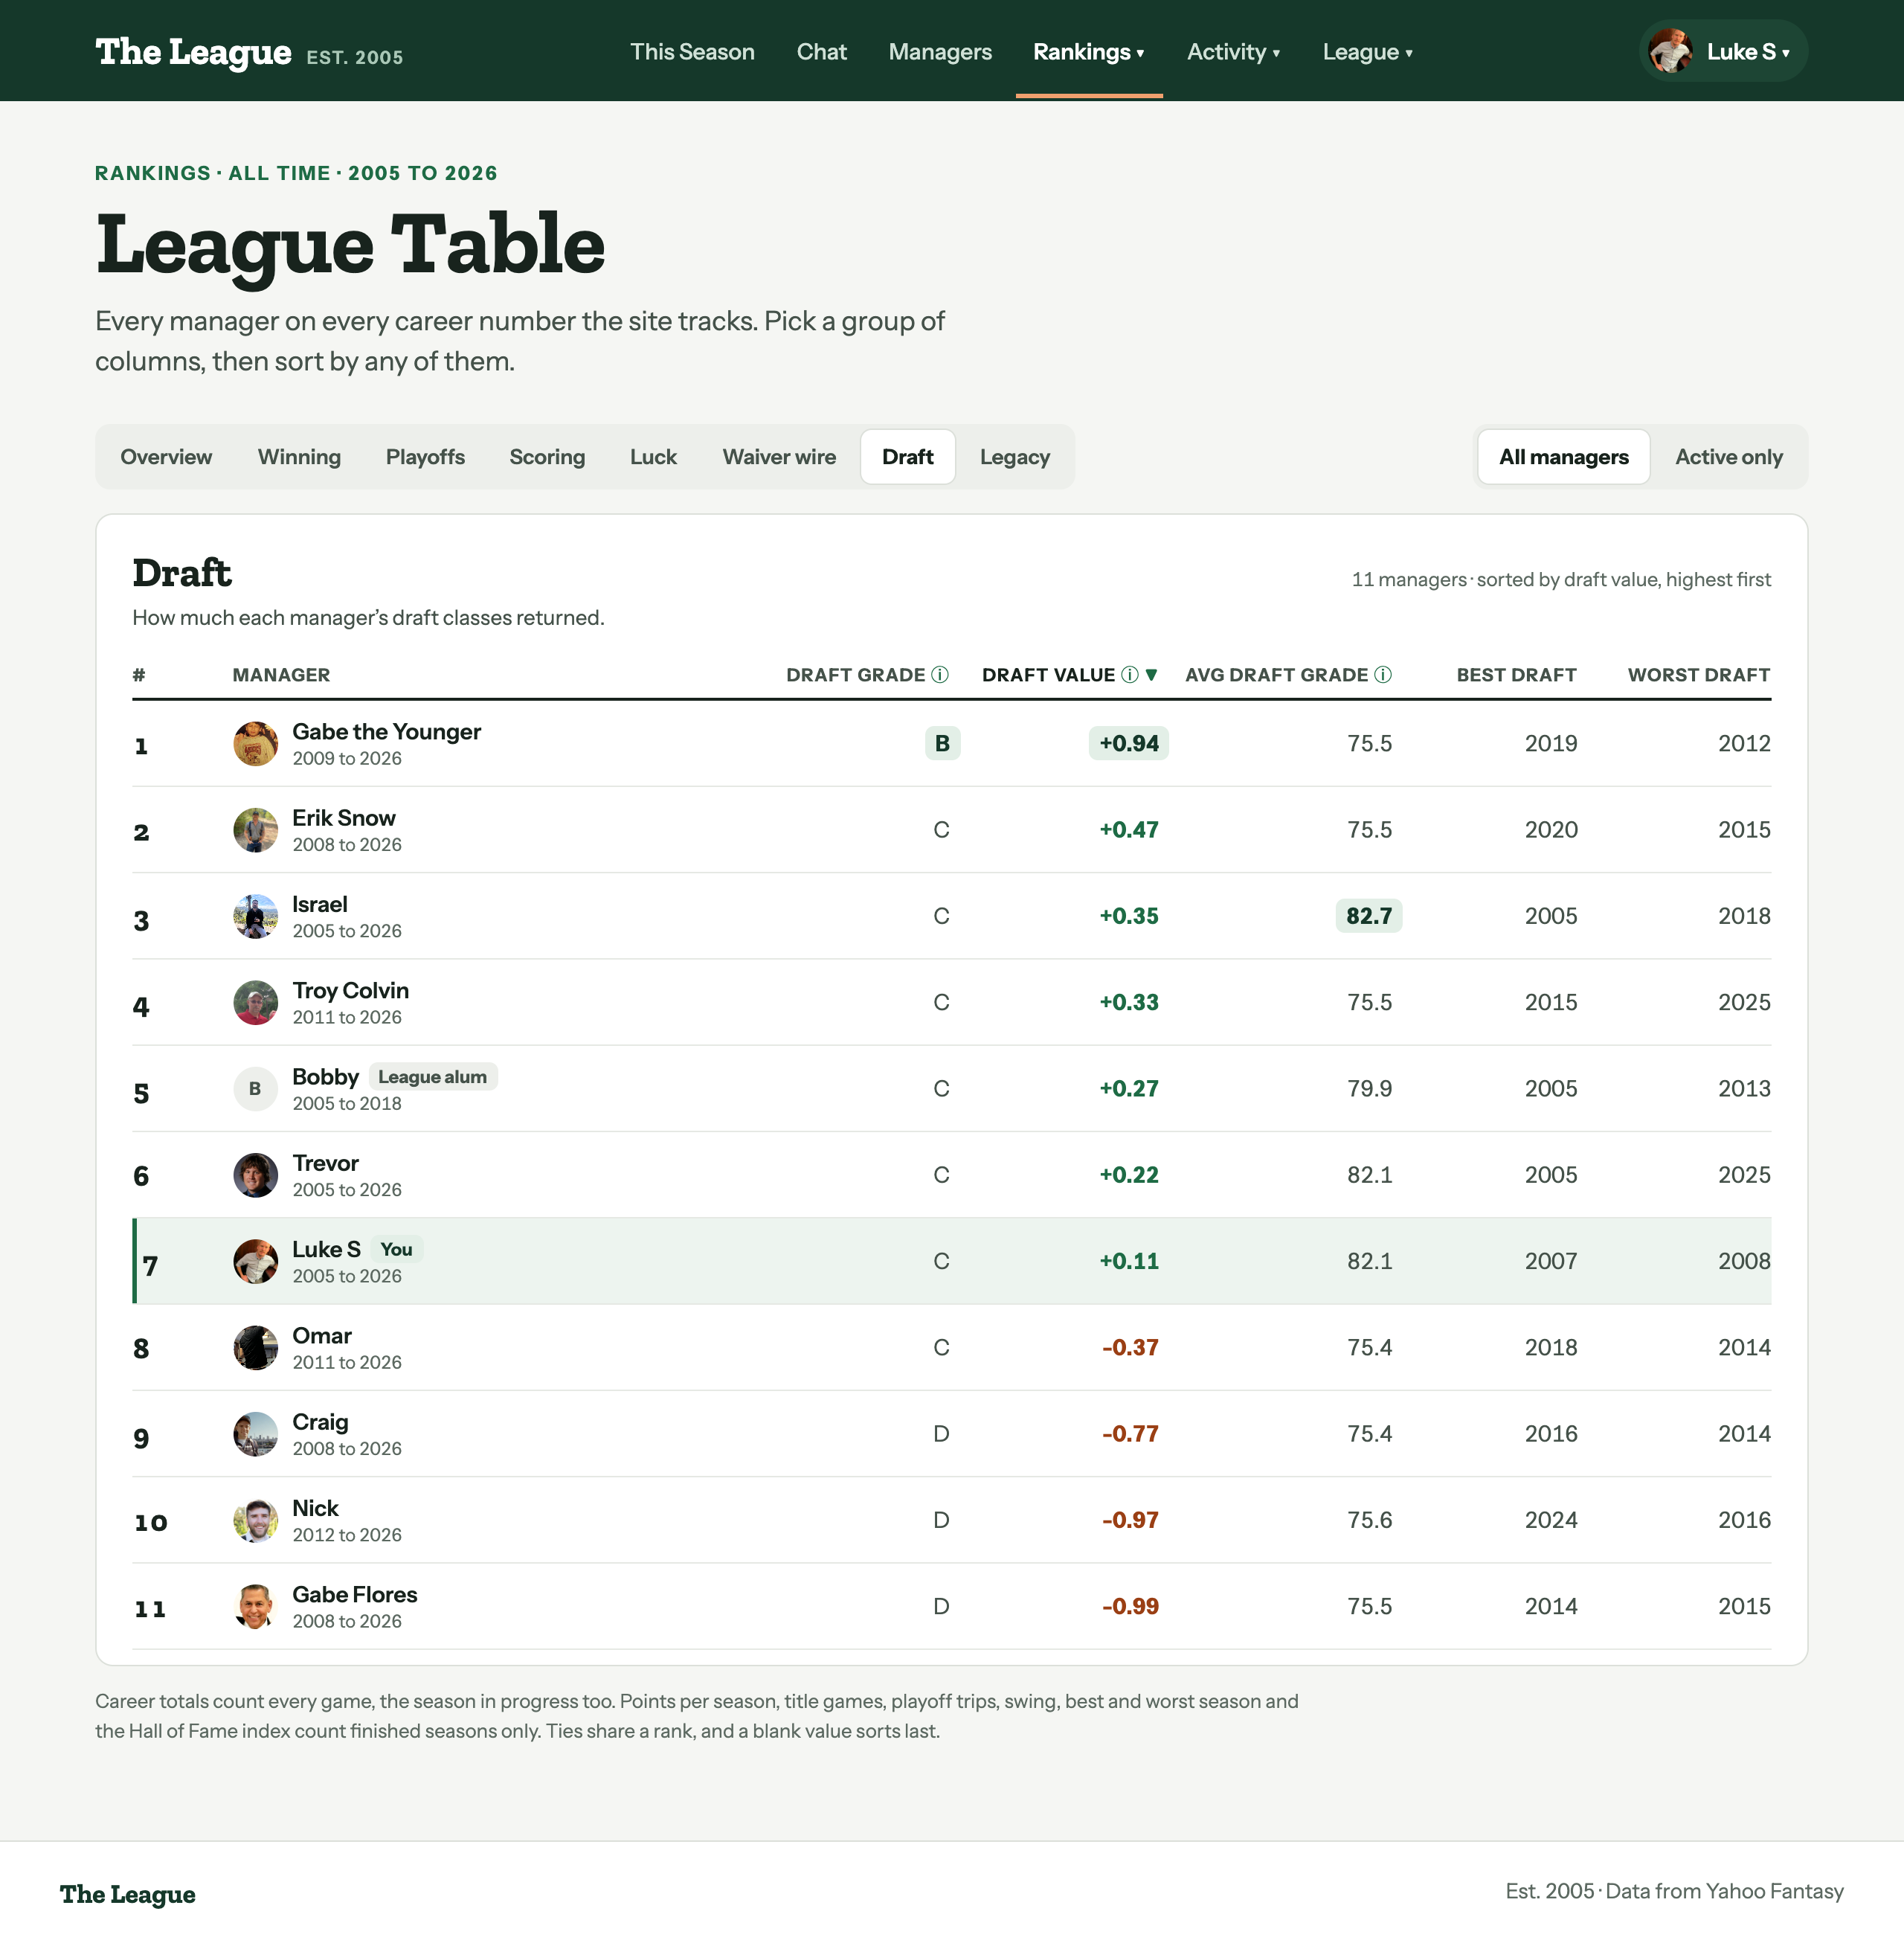 The League EST. 2005
This Season Chat Managers Rankings ▾ Activity ▾ League ▾
Luke S ▾
RANKINGS · ALL TIME · 2005 TO 2026
League Table
Every manager on every career number the site tracks. Pick a group of
columns, then sort by any of them.
Overview Winning Playoffs Scoring Luck Waiver wire Draft Legacy
All managers Active only
Draft
11 managers · sorted by draft value, highest first
How much each manager’s draft classes returned.
# MANAGER DRAFT GRADE ⓘ DRAFT VALUE ⓘ ▼ AVG DRAFT GRADE ⓘ BEST DRAFT WORST DRAFT
1 Gabe the Younger B +0.94 75.5 2019 2012
2009 to 2026
2 Erik Snow C +0.47 75.5 2020 2015
2008 to 2026
3 Israel C +0.35 82.7 2005 2018
2005 to 2026
4 Troy Colvin C +0.33 75.5 2015 2025
2011 to 2026
5 B Bobby League alum C +0.27 79.9 2005 2013
2005 to 2018
6 Trevor C +0.22 82.1 2005 2025
2005 to 2026
7 Luke S You C +0.11 82.1 2007 2008
2005 to 2026
8 Omar C -0.37 75.4 2018 2014
2011 to 2026
9 Craig D -0.77 75.4 2016 2014
2008 to 2026
10 Nick D -0.97 75.6 2024 2016
2012 to 2026
11 Gabe Flores D -0.99 75.5 2014 2015
2008 to 2026
Career totals count every game, the season in progress too. Points per season, title games, playoff trips, swing, best and worst season and
the Hall of Fame index count finished seasons only. Ties share a rank, and a blank value sorts last.
The League
Est. 2005 · Data from Yahoo Fantasy